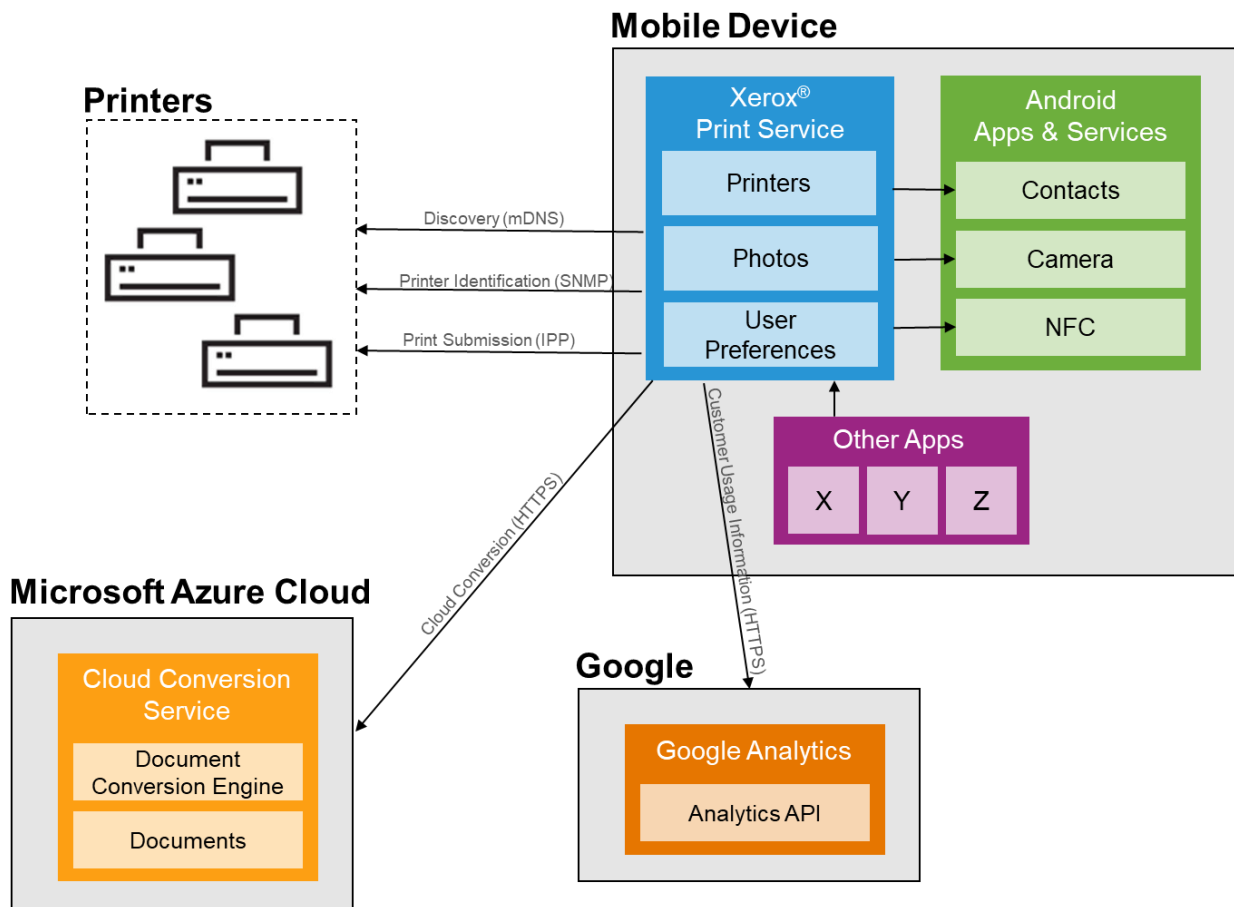 Mobile Device
Printers
Xerox®
Print Service
Printers
Photos
User
Preferences
Android
Apps & Services
Contacts
Camera
NFC
Discovery (mDNS)
Printer Identification (SNMP)
Print Submission (IPP)
Other Apps
X
Y
Z
Cloud Conversion (HTTPS)
Customer Usage Information (HTTPS)
Microsoft Azure Cloud
Cloud Conversion
Service
Document
Conversion Engine
Documents
Google
Google Analytics
Analytics API